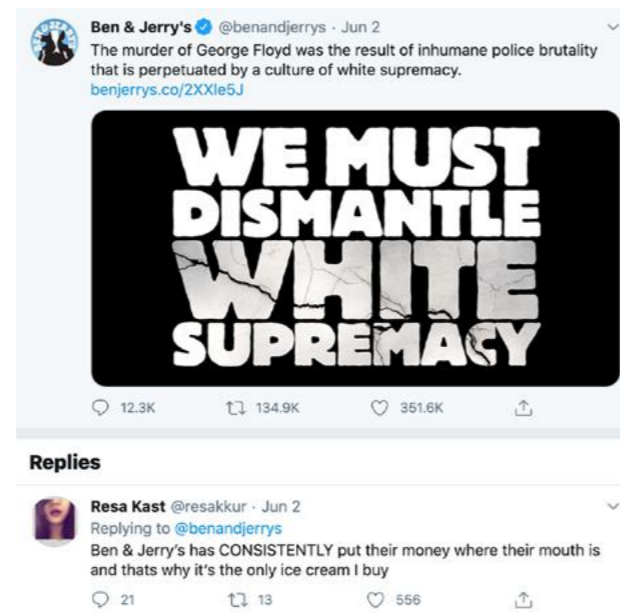 Ben & Jerry's @benandjerrys · Jun 2
The murder of George Floyd was the result of inhumane police brutality
that is perpetuated by a culture of white supremacy.
benjerrys.co/2XXle5J
WE MUST
DISMANTLE
WHITE
SUPREMACY
12.3K 134.9K 351.6K
Replies
Resa Kast @resakkur · Jun 2
Replying to @benandjerrys
Ben & Jerry's has CONSISTENTLY put their money where their mouth is
and thats why it's the only ice cream I buy
21 13 556